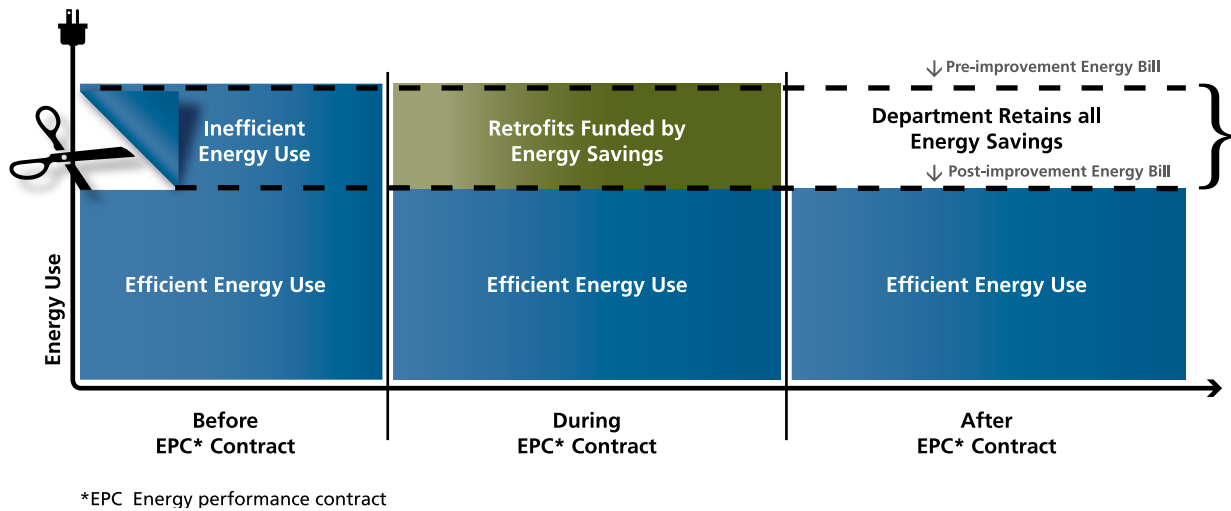 ↓ Pre-improvement Energy Bill
Inefficient
Energy Use
Retrofits Funded by
Energy Savings
Department Retains all
Energy Savings
↓ Post-improvement Energy Bill
Energy Use
Efficient Energy Use
Efficient Energy Use
Efficient Energy Use
Before
EPC* Contract
During
EPC* Contract
After
EPC* Contract
*EPC Energy performance contract